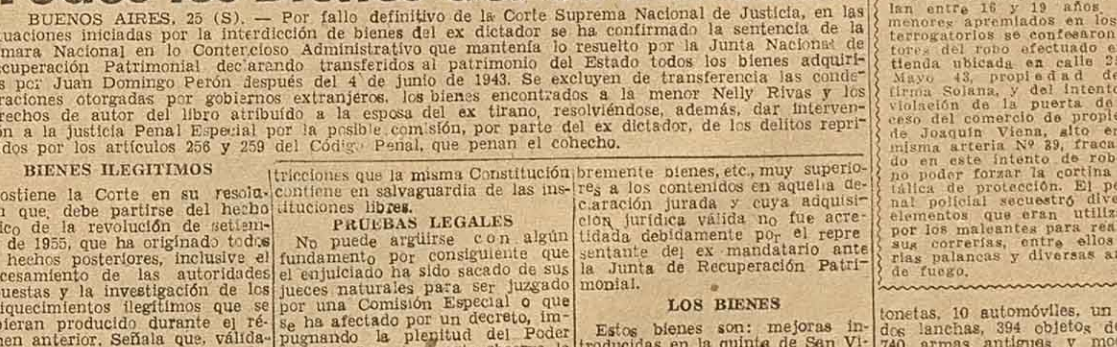 BUENOS AIRES, 25 (S). — Por fallo definitivo de la Corte Suprema Nacional de Justicia, en las
uaciones iniciadas por la interdicción de bienes del ex dictador se ha confirmado la sentencia de la
mara Nacional en lo Contercioso Administrativo que mantenía lo resuelto por la Junta Nacional de
cuperación Patrimonial declarando transferidos al patrimonio del Estado todos los bienes adquiri-
s por Juan Domingo Perón después del 4 de junio de 1943. Se excluyen de transferencia las conde-
raciones otorgadas por gobiernos extranjeros, los bienes encontrados a la menor Nelly Rivas y los
rechos de autor del libro atribuído a la esposa del ex tirano, resolviéndose, además, dar interven-
ón a la justicia Penal Especial por la posible comisión, por parte del ex dictador, de los delitos repri-
dos por los artículos 256 y 259 del Código Penal, que penan el cohecho.
BIENES ILEGITIMOS
ostiene la Corte en su resolu-
n que, debe partirse del hecho
ico de la revolución de setiem-
de 1955, que ha originado todos
hechos posteriores, inclusive el
cesamiento de las autoridades
uestas y la investigación de los
iquecimientos ilegítimos que se
ieran producido durante el ré-
en anterior. Señala que, válida-
tricciones que la misma Constitución
contiene en salvaguardia de las ins-
tituciones libres.
PRUEBAS LEGALES
No puede argüirse con algún
fundamento por consiguiente que
el enjuiciado ha sido sacado de sus
jueces naturales para ser juzgado
por una Comisión Especial o que
se ha afectado por un decreto, im-
pugnando la plenitud del Poder
bremente bienes, etc., muy superio-
res a los contenidos en aquella de-
claración jurada y cuya adquisi-
ción jurídica válida no fue acre-
tidada debidamente por el repre
sentante del ex mandatario ante
la Junta de Recuperación Patri-
monial.
LOS BIENES
Estos bienes son: mejoras in-
troducidas en la quinta de San Vi-
lan entre 16 y 19 años
menores apremiados en los
terrogatorios se confesaron
tores del robo efectuado e
tienda ubicada en calle 25
Mayo 43, propiedad de
firma Solana, y del intento
violación de la puerta de
ceso del comercio de propie
de Joaquín Viena, sito e
misma arteria Nº 39, fraca
do en este intento de rob
no poder forzar la cortina
tálica de protección. El p
nal policial secuestró dive
elementos que eran utiliz
por los maleantes para rea
sus correrías, entre ellos
rias palancas y diversas a
de fuego.
tonetas, 10 automóviles, un
dos lanchas, 394 objetos de
740 armas antiguas y mo